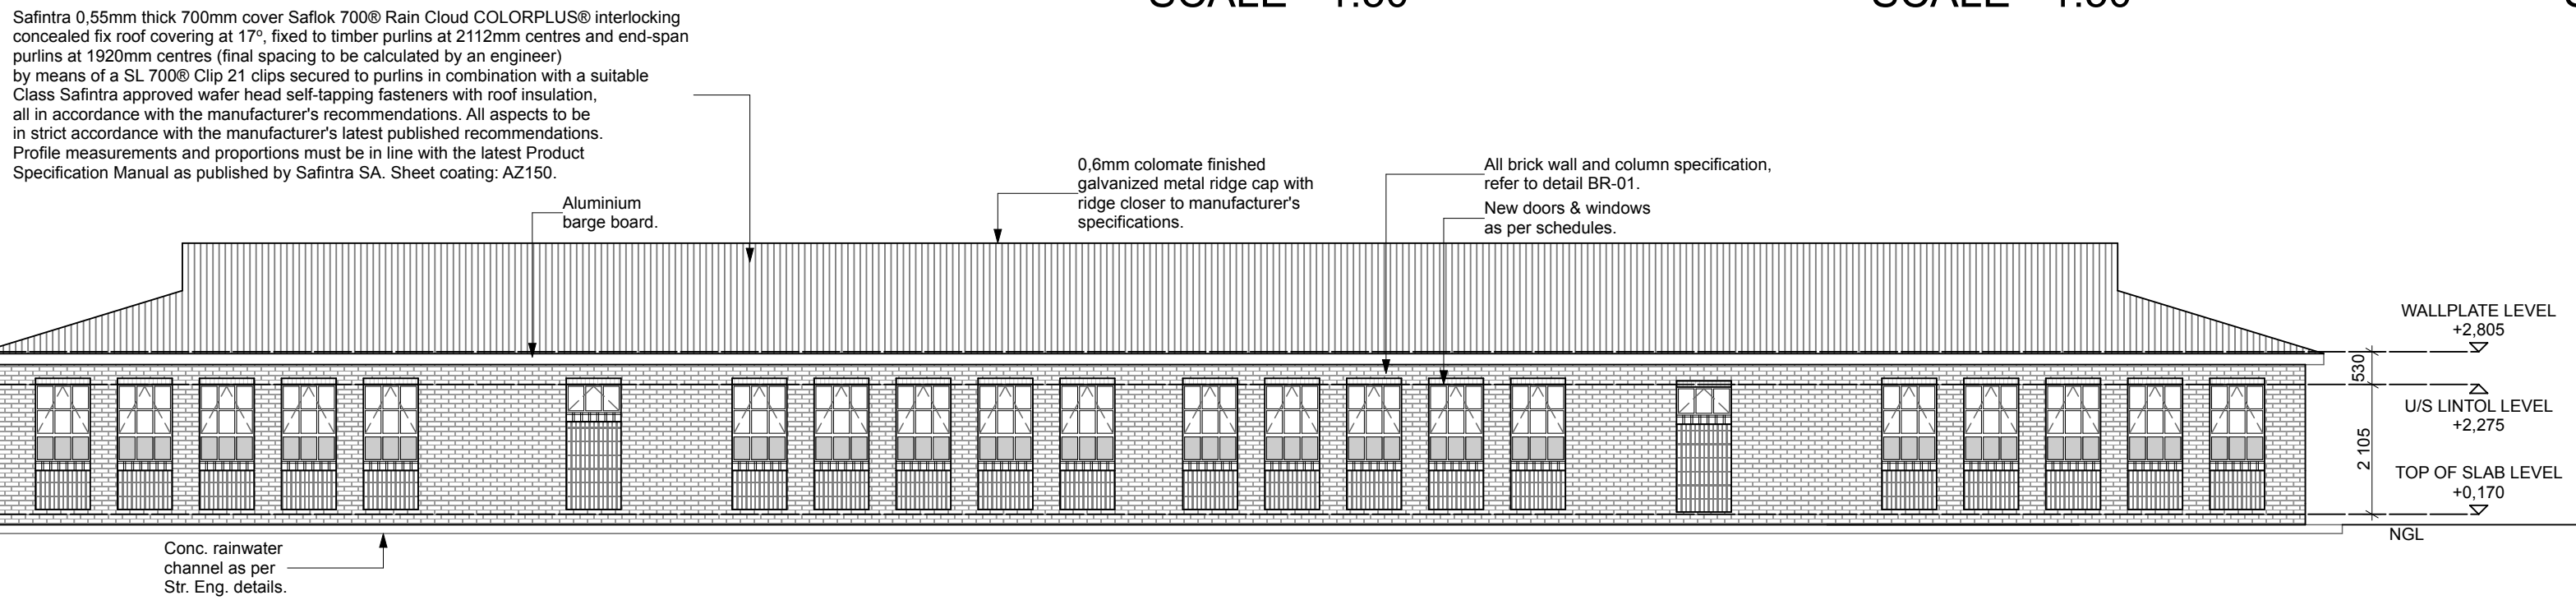 Safintra 0,55mm thick 700mm cover Saflok 700® Rain Cloud COLORPLUS® interlocking
concealed fix roof covering at 17º, fixed to timber purlins at 2112mm centres and end-span
purlins at 1920mm centres (final spacing to be calculated by an engineer)
by means of a SL 700® Clip 21 clips secured to purlins in combination with a suitable
Class Safintra approved wafer head self-tapping fasteners with roof insulation,
all in accordance with the manufacturer's recommendations. All aspects to be
in strict accordance with the manufacturer's latest published recommendations.
Profile measurements and proportions must be in line with the latest Product
Specification Manual as published by Safintra SA. Sheet coating: AZ150.
Aluminium
barge board.
0,6mm colomate finished
galvanized metal ridge cap with
ridge closer to manufacturer's
specifications.
All brick wall and column specification,
refer to detail BR-01.
New doors & windows
as per schedules.
WALLPLATE LEVEL
+2,805
530
U/S LINTOL LEVEL
+2,275
2 105
TOP OF SLAB LEVEL
+0,170
NGL
Conc. rainwater
channel as per
Str. Eng. details.